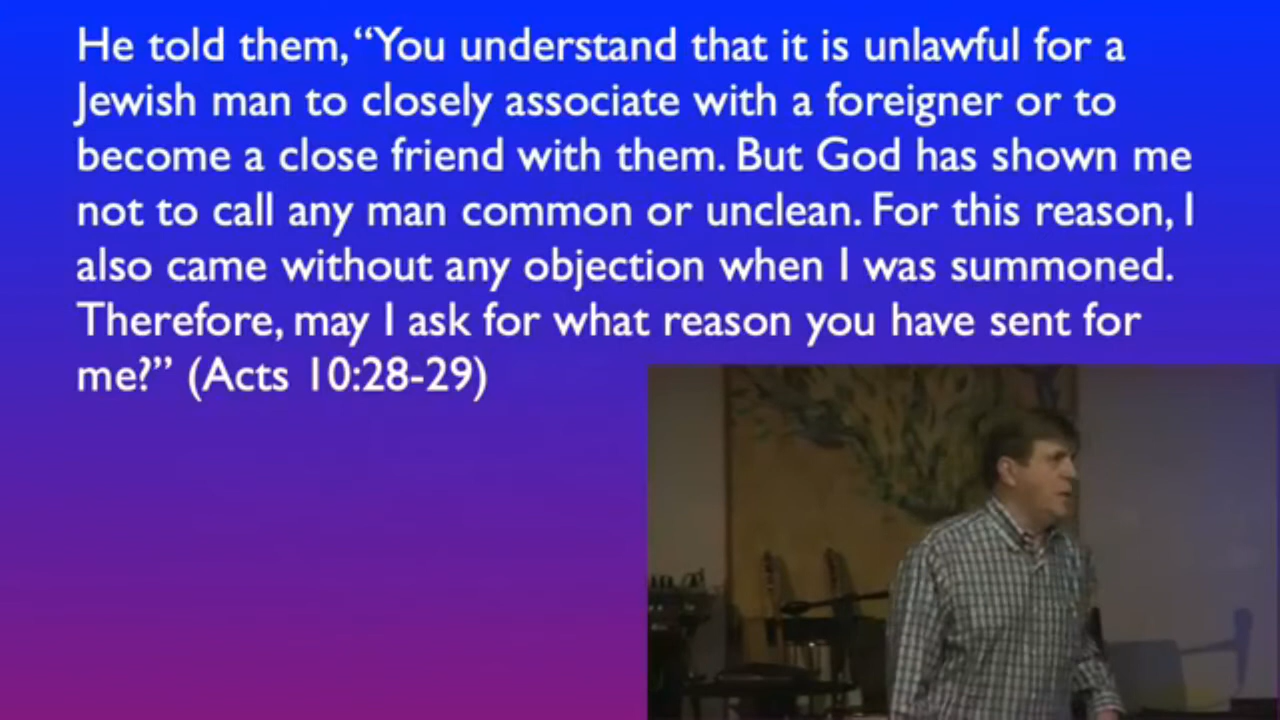 He told them, “You understand that it is unlawful for a
Jewish man to closely associate with a foreigner or to
become a close friend with them. But God has shown me
not to call any man common or unclean. For this reason, I
also came without any objection when I was summoned.
Therefore, may I ask for what reason you have sent for
me?” (Acts 10:28-29)